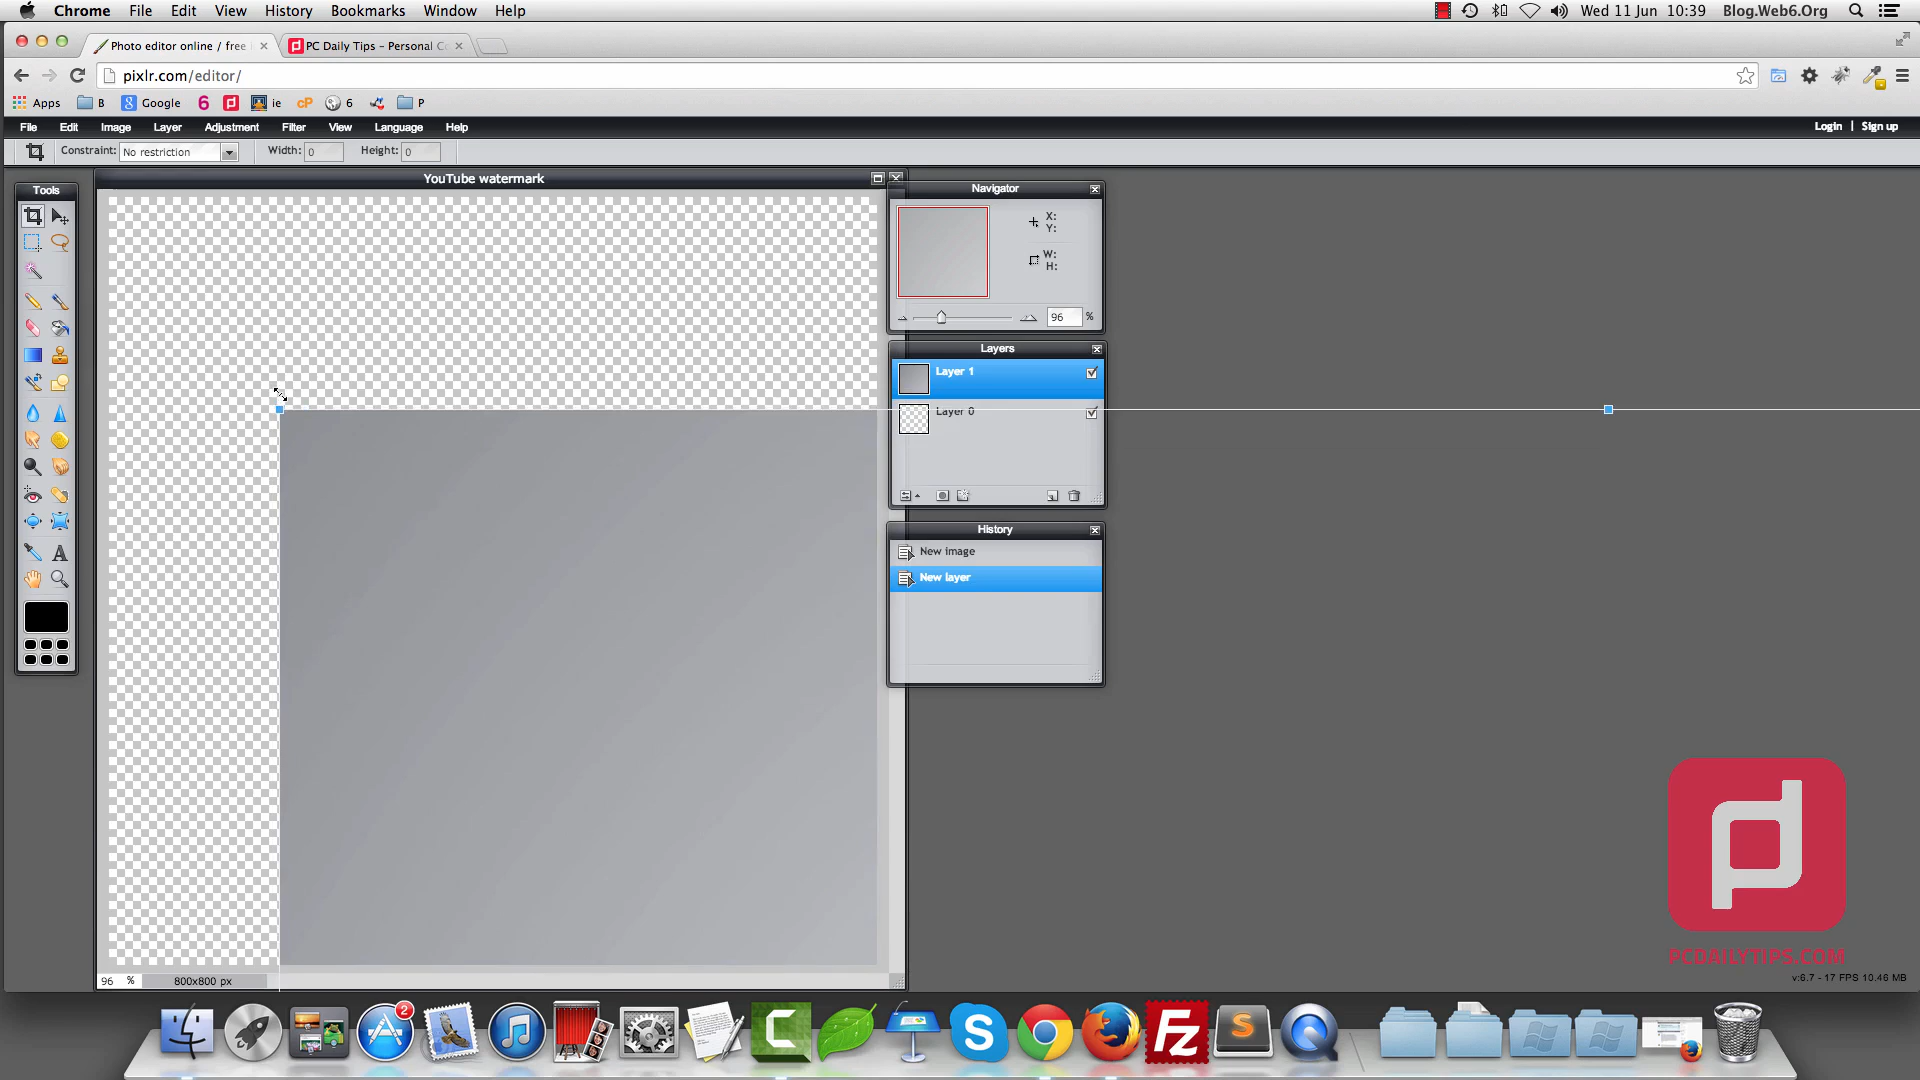 Chrome File Edit View History Bookmarks Window Help
Wed 11 Jun 10:39 Blog.Web6.Org
Photo editor online / free
PC Daily Tips - Personal C
pixlr.com/editor/
Apps B Google 6 ie cP 6 P
File Edit Image Layer Adjustment Filter View Language Help
Login | Sign up
Constraint: No restriction Width: 0 Height: 0
Tools
YouTube watermark
Navigator
X:
Y:
W:
H:
96 %
Layers
Layer 1
Layer 0
History
New image
New layer
A
PCDAILYTIPS.COM
v:6.7 - 17 FPS 10.46 MB
96 % 800x800 px
2
C
S
Fz
S